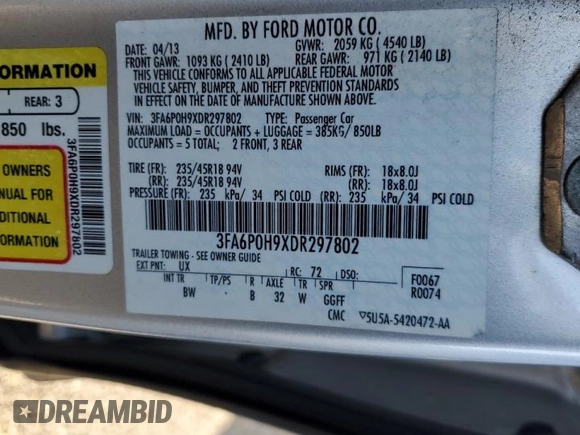 MFD. BY FORD MOTOR CO.
DATE: 04/13 GVWR: 2059 KG ( 4540 LB)
FRONT GAWR: 1093 KG ( 2410 LB) REAR GAWR: 971 KG ( 2140 LB)
THIS VEHICLE CONFORMS TO ALL APPLICABLE FEDERAL MOTOR
VEHICLE SAFETY, BUMPER, AND THEFT PREVENTION STANDARDS
IN EFFECT ON THE DATE OF MANUFACTURE SHOWN ABOVE.
VIN: 3FA6P0H9XDR297802 TYPE: Passenger Car
MAXIMUM LOAD = OCCUPANTS + LUGGAGE = 385KG/ 850LB
OCCUPANTS = 5 TOTAL; 2 FRONT, 3 REAR
TIRE (FR): 235/45R18 94V RIMS (FR): 18x8.0J
(RR): 235/45R18 94V (RR): 18x8.0J
PRESSURE (FR): 235 kPa/ 34 PSI COLD (RR): 235 kPa/ 34 PSI COLD
3FA6P0H9XDR297802
TRAILER TOWING - SEE OWNER GUIDE
EXT PNT: UX RC: 72 DSO: F0067
R0074
INT TR TP/PS R AXLE TR SPR
BW . B 32 W GGFF
CMC ▽5U5A-5420472-AA
FORMATION
REAR: 3
850 lbs.
OWNERS
ANUAL FOR
DDITIONAL
FORMATION
3FA6P0H9XDR297802
DREAMBID